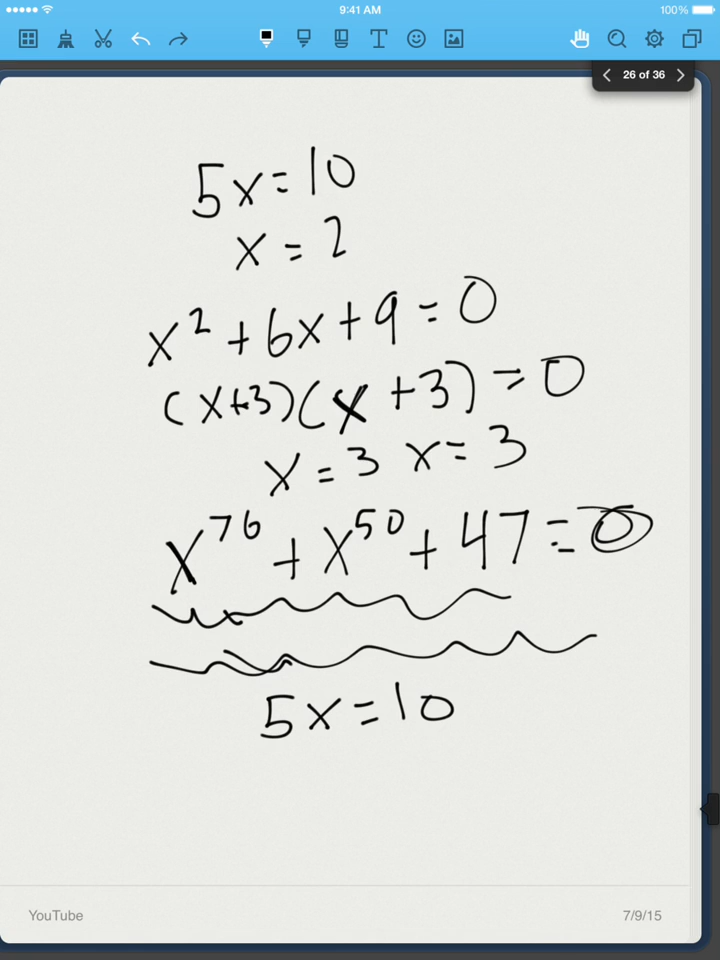 9:41 AM
100%
T
26 of 36
5x=10
x=2
x²+6x+9=0
(x+3)(x+3)=0
x=3 x=3
x⁷⁶+x⁵⁰+47=0
5x=10
YouTube
7/9/15